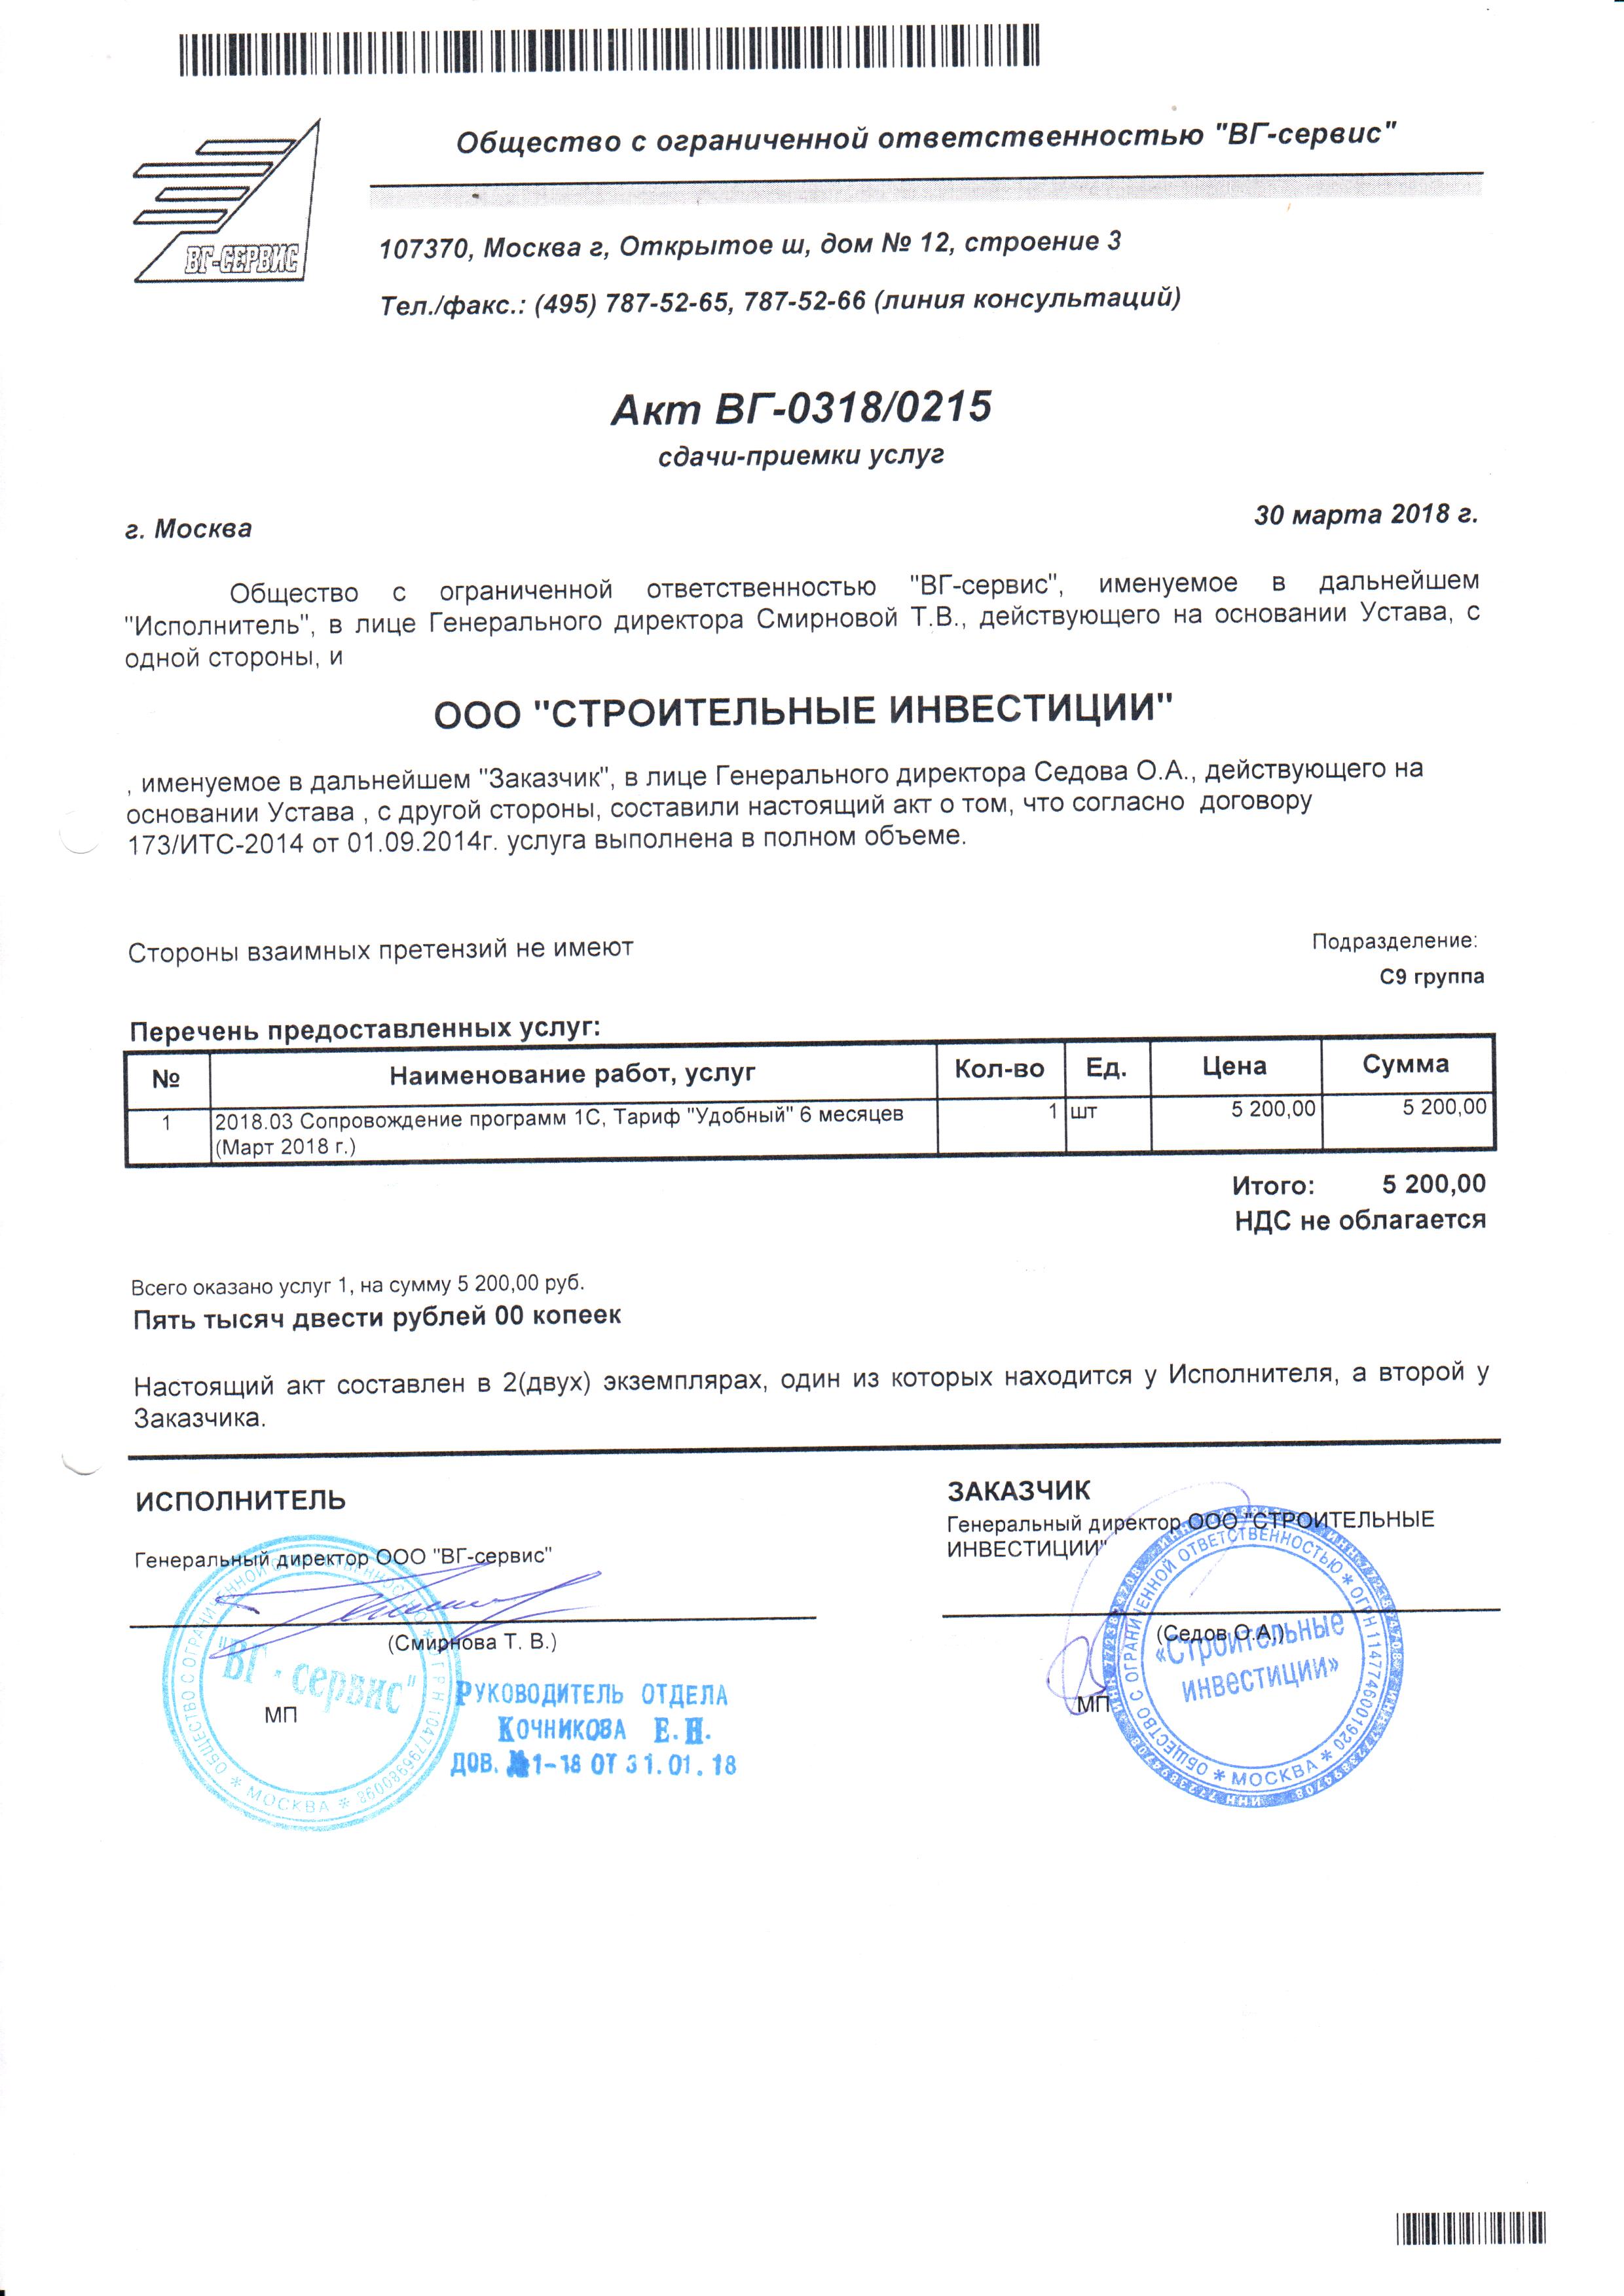 Общество с ограниченной ответственностью "ВГ-сервис"
ВГ-СЕРВИС
107370, Москва г, Открытое ш, дом № 12, строение 3
Тел./факс.: (495) 787-52-65, 787-52-66 (линия консультаций)
Акт ВГ-0318/0215
сдачи-приемки услуг
г. Москва
30 марта 2018 г.
Общество с ограниченной ответственностью "ВГ-сервис", именуемое в дальнейшем
"Исполнитель", в лице Генерального директора Смирновой Т.В., действующего на основании Устава, с
одной стороны, и
ООО "СТРОИТЕЛЬНЫЕ ИНВЕСТИЦИИ"
, именуемое в дальнейшем "Заказчик", в лице Генерального директора Седова О.А., действующего на
основании Устава , с другой стороны, составили настоящий акт о том, что согласно договору
173/ИТС-2014 от 01.09.2014г. услуга выполнена в полном объеме.
Стороны взаимных претензий не имеют
Подразделение:
С9 группа
Перечень предоставленных услуг:
№ Наименование работ, услуг Кол-во Ед. Цена Сумма
1 2018.03 Сопровождение программ 1С, Тариф "Удобный" 6 месяцев 1 шт 5 200,00 5 200,00
(Март 2018 г.)
Итого: 5 200,00
НДС не облагается
Всего оказано услуг 1, на сумму 5 200,00 руб.
Пять тысяч двести рублей 00 копеек
Настоящий акт составлен в 2(двух) экземплярах, один из которых находится у Исполнителя, а второй у
Заказчика.
ИСПОЛНИТЕЛЬ
Генеральный директор ООО "ВГ-сервис"
(Смирнова Т. В.)
МП
"ВГ - сервис"
ОБЩЕСТВО С ОГРАНИЧЕННОЙ ОТВЕТСТВЕННОСТЬЮ
МОСКВА
РУКОВОДИТЕЛЬ ОТДЕЛА
КОЧНИКОВА Е.Н.
ДОВ. №1-18 ОТ 31.01.18
ЗАКАЗЧИК
Генеральный директор ООО "СТРОИТЕЛЬНЫЕ
ИНВЕСТИЦИИ"
(Седов О.А.)
МП
«Строительные
инвестиции»
ОБЩЕСТВО С ОГРАНИЧЕННОЙ ОТВЕТСТВЕННОСТЬЮ * ОГРН 1147746001920 * МОСКВА *